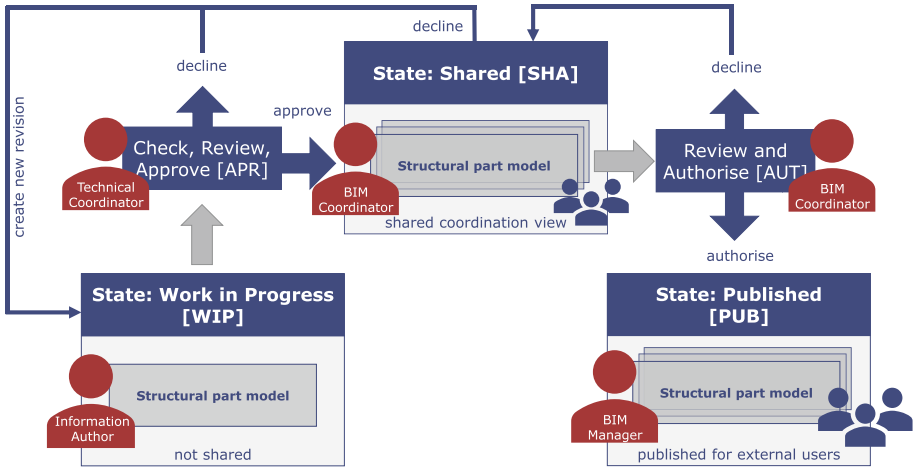 decline
State: Shared [SHA]
decline
decline
create new revision
approve
Check, Review,
Approve [APR]
Technical
Coordinator
BIM
Coordinator
Structural part model
shared coordination view
Review and
Authorise [AUT]
BIM
Coordinator
authorise
State: Work in Progress
[WIP]
Structural part model
Information
Author
not shared
State: Published
[PUB]
Structural part model
BIM
Manager
published for external users